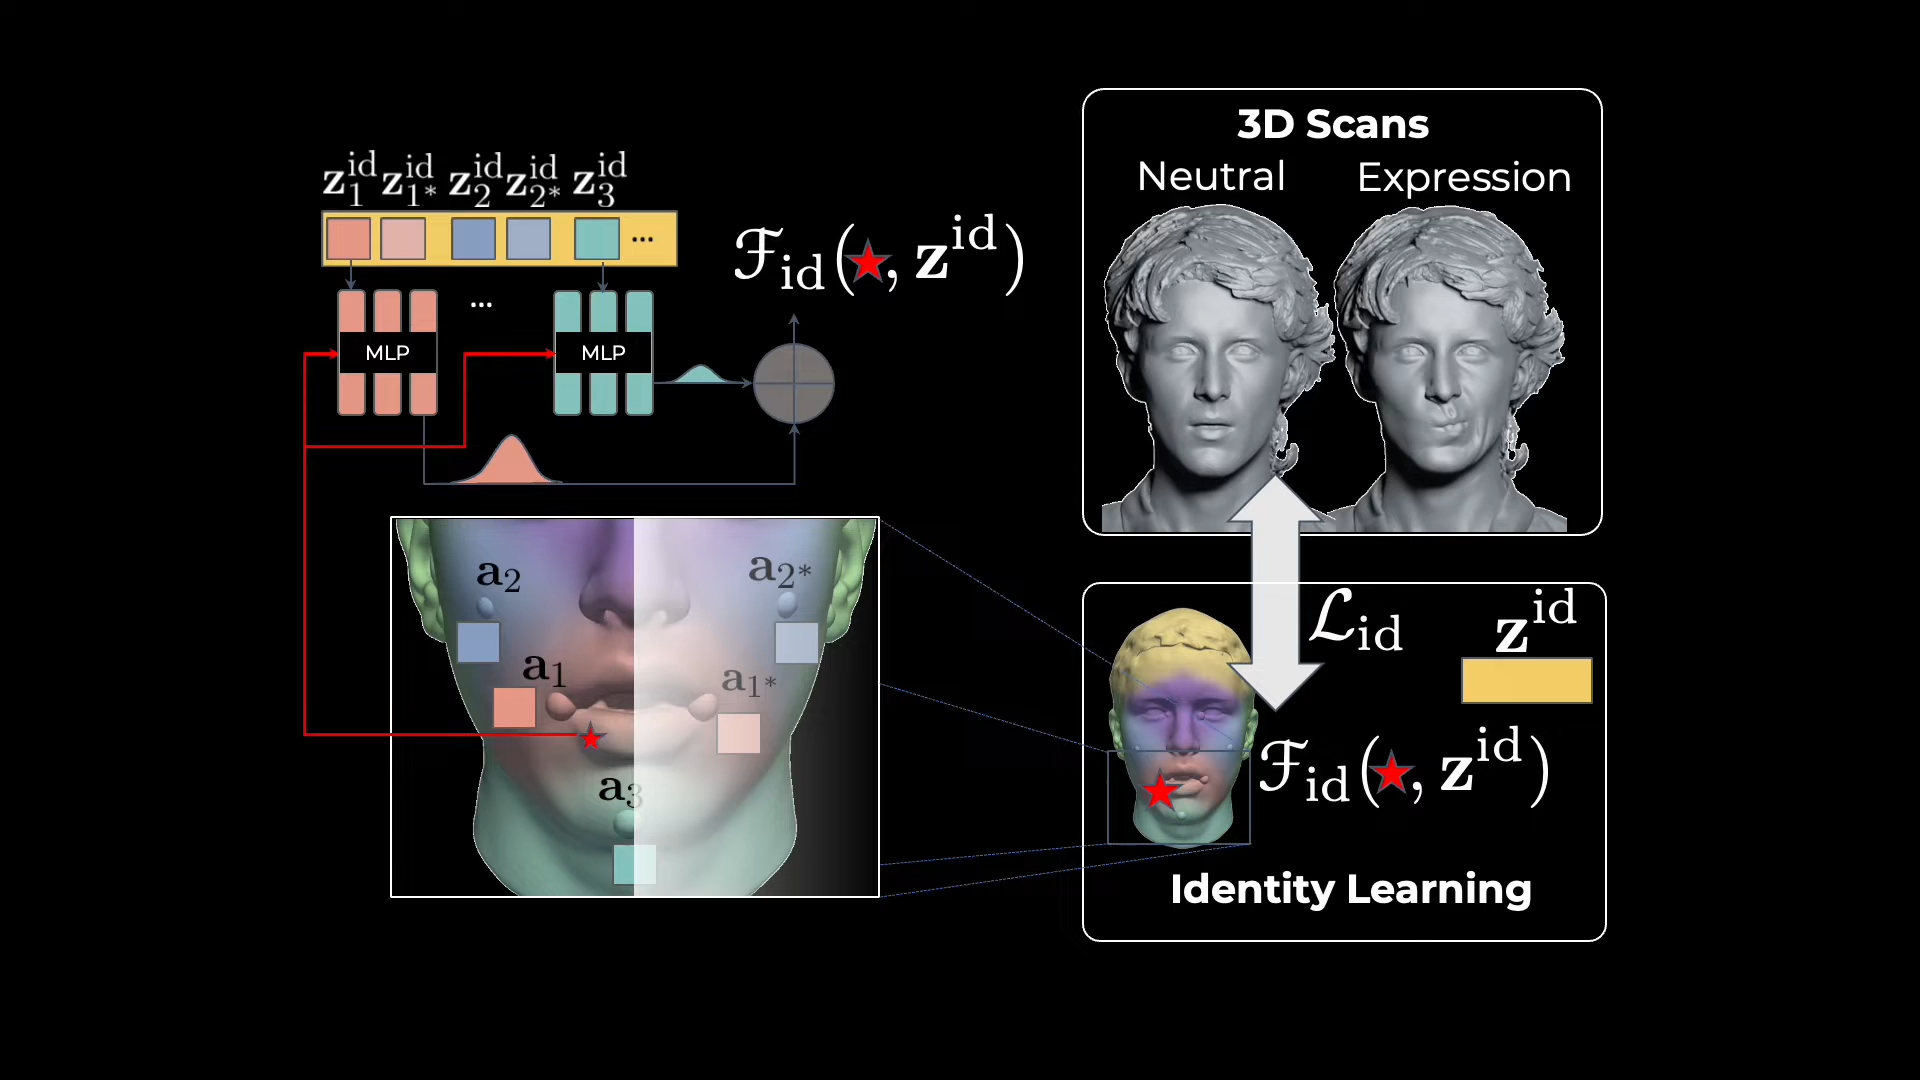 z₁^id z₁*^id z₂^id z₂*^id z₃^id
...
...
MLP
MLP
ℱ_id(★, z^id)
a₂
a₂*
a₁
a₁*
a₃
3D Scans
Neutral
Expression
ℒ_id
z^id
ℱ_id(★, z^id)
Identity Learning